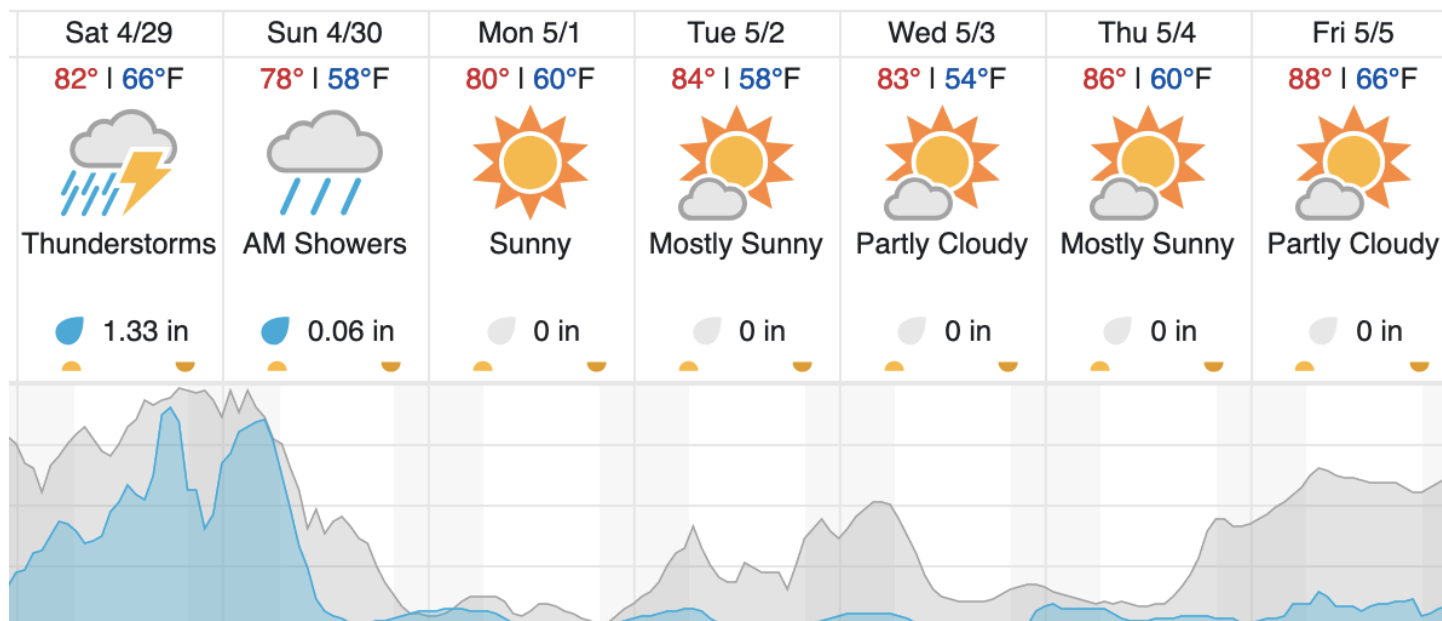 Sat 4/29 Sun 4/30 Mon 5/1 Tue 5/2 Wed 5/3 Thu 5/4 Fri 5/5
82° | 66°F 78° | 58°F 80° | 60°F 84° | 58°F 83° | 54°F 86° | 60°F 88° | 66°F
Thunderstorms AM Showers Sunny Mostly Sunny Partly Cloudy Mostly Sunny Partly Cloudy
1.33 in 0.06 in 0 in 0 in 0 in 0 in 0 in